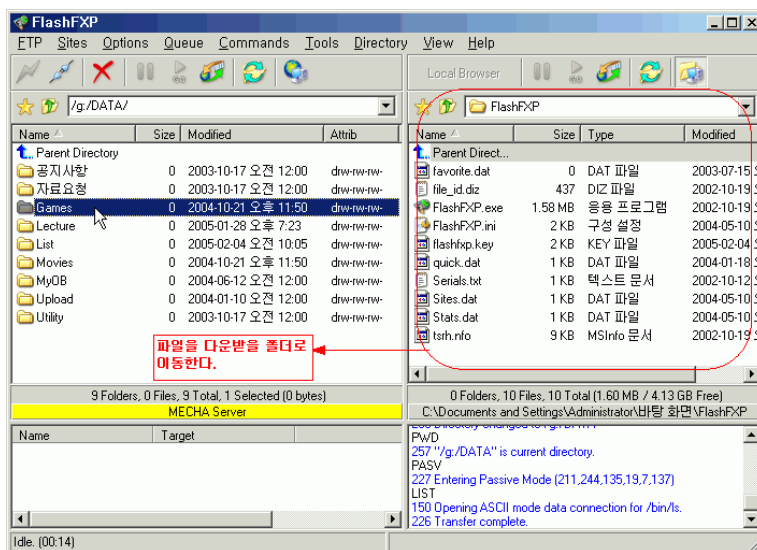 FlashFXP
FTP Sites Options Queue Commands Tools Directory View Help
Local Browser
/g:/DATA/
FlashFXP
Name Size Modified Attrib
Parent Directory
공지사항 0 2003-10-17 오전 12:00 drw-rw-rw-
자료요청 0 2003-10-17 오전 12:00 drw-rw-rw-
Games 0 2004-10-21 오후 11:50 drw-rw-rw-
Lecture 0 2005-01-28 오후 7:23 drw-rw-rw-
List 0 2005-02-04 오전 10:05 drw-rw-rw-
Movies 0 2004-10-21 오후 11:50 drw-rw-rw-
MyOB 0 2004-06-12 오전 12:00 drw-rw-rw-
Upload 0 2004-01-10 오전 12:00 drw-rw-rw-
Utility 0 2003-10-17 오전 12:00 drw-rw-rw-
파일을 다운받을 폴더로
이동한다.
9 Folders, 0 Files, 9 Total, 1 Selected (0 bytes)
MECHA Server
Name Size Type Modified
Parent Direct...
favorite.dat 0 DAT 파일 2003-07-15
file_id.diz 437 DIZ 파일 2002-10-19
FlashFXP.exe 1.58 MB 응용 프로그램 2002-10-19
FlashFXP.ini 2 KB 구성 설정 2004-05-10
flashfxp.key 2 KB KEY 파일 2005-02-04
quick.dat 1 KB DAT 파일 2004-01-18
Serials.txt 1 KB 텍스트 문서 2002-10-12
Sites.dat 1 KB DAT 파일 2004-05-10
Stats.dat 1 KB DAT 파일 2004-05-10
tsrh.nfo 9 KB MSInfo 문서 2002-10-19
0 Folders, 10 Files, 10 Total (1.60 MB / 4.13 GB Free)
C:\Documents and Settings\Administrator\바탕 화면\FlashFXP
Name Target
PWD
257 "/g:/DATA" is current directory.
PASV
227 Entering Passive Mode (211,244,135,19,7,137)
LIST
150 Opening ASCII mode data connection for /bin/ls.
226 Transfer complete.
Idle. (00:14)